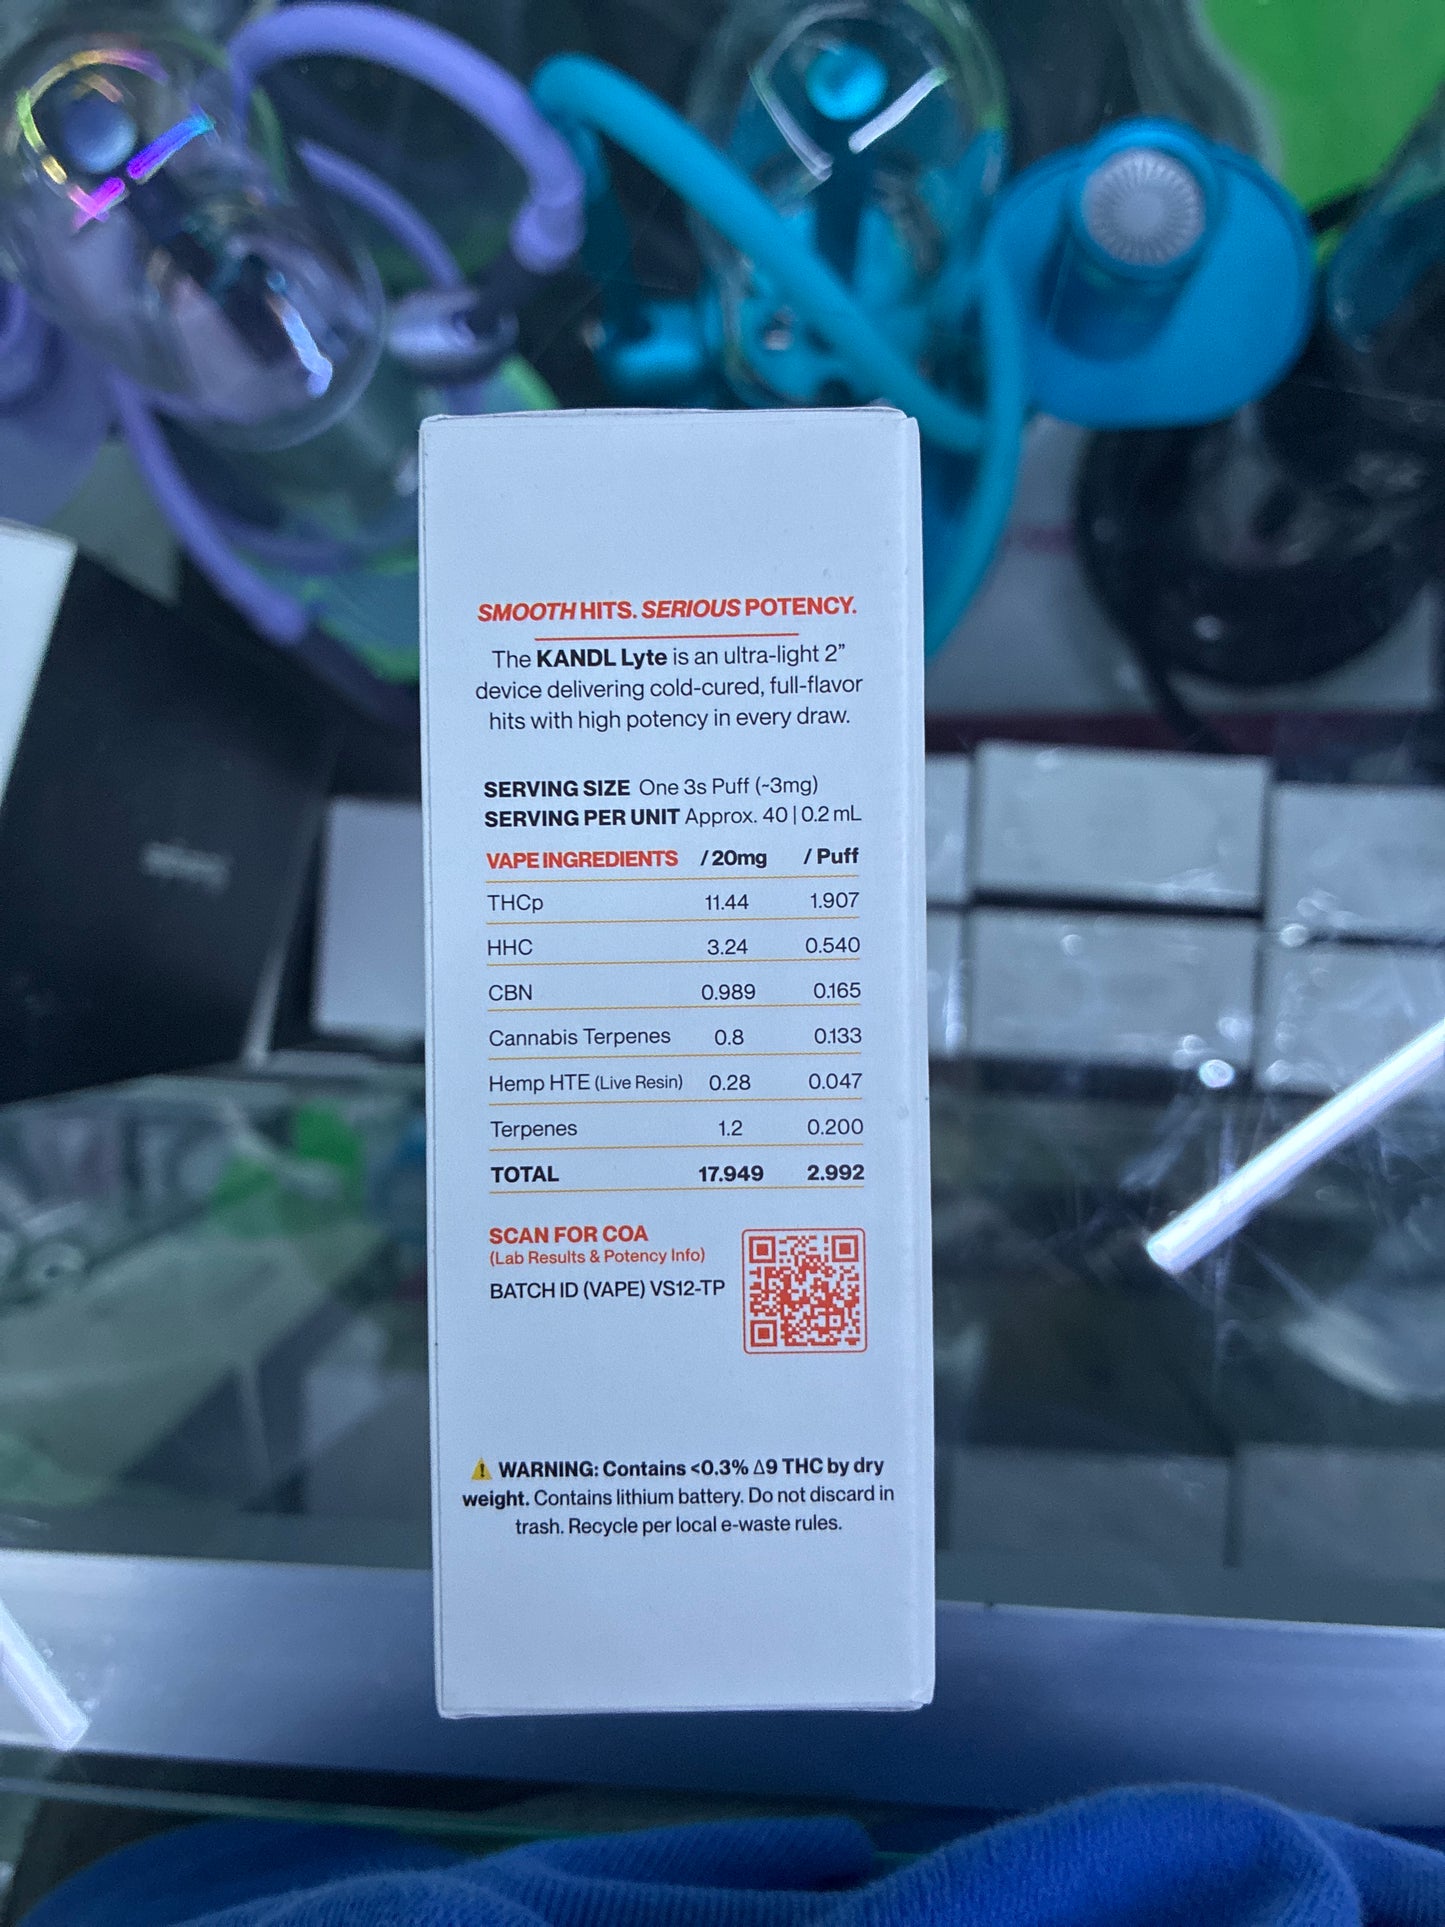 SMOOTH HITS. SERIOUS POTENCY.
The KANDL Lyte is an ultra-light 2”
device delivering cold-cured, full-flavor
hits with high potency in every draw.
SERVING SIZE One 3s Puff (~3mg)
SERVING PER UNIT Approx. 40 | 0.2 mL
VAPE INGREDIENTS / 20mg / Puff
THCp 11.44 1.907
HHC 3.24 0.540
CBN 0.989 0.165
Cannabis Terpenes 0.8 0.133
Hemp HTE (Live Resin) 0.28 0.047
Terpenes 1.2 0.200
TOTAL 17.949 2.992
SCAN FOR COA
(Lab Results & Potency Info)
BATCH ID (VAPE) VS12-TP
⚠ WARNING: Contains <0.3% Δ9 THC by dry
weight. Contains lithium battery. Do not discard in
trash. Recycle per local e-waste rules.